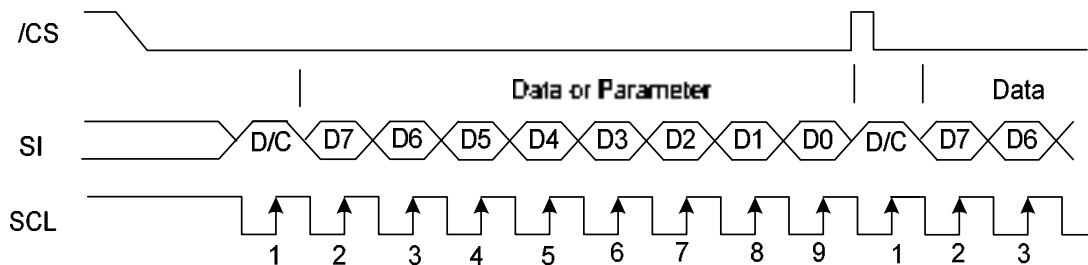 /CS
Data or Parameter Data
SI D/C D7 D6 D5 D4 D3 D2 D1 D0 D/C D7 D6
SCL
1 2 3 4 5 6 7 8 9 1 2 3